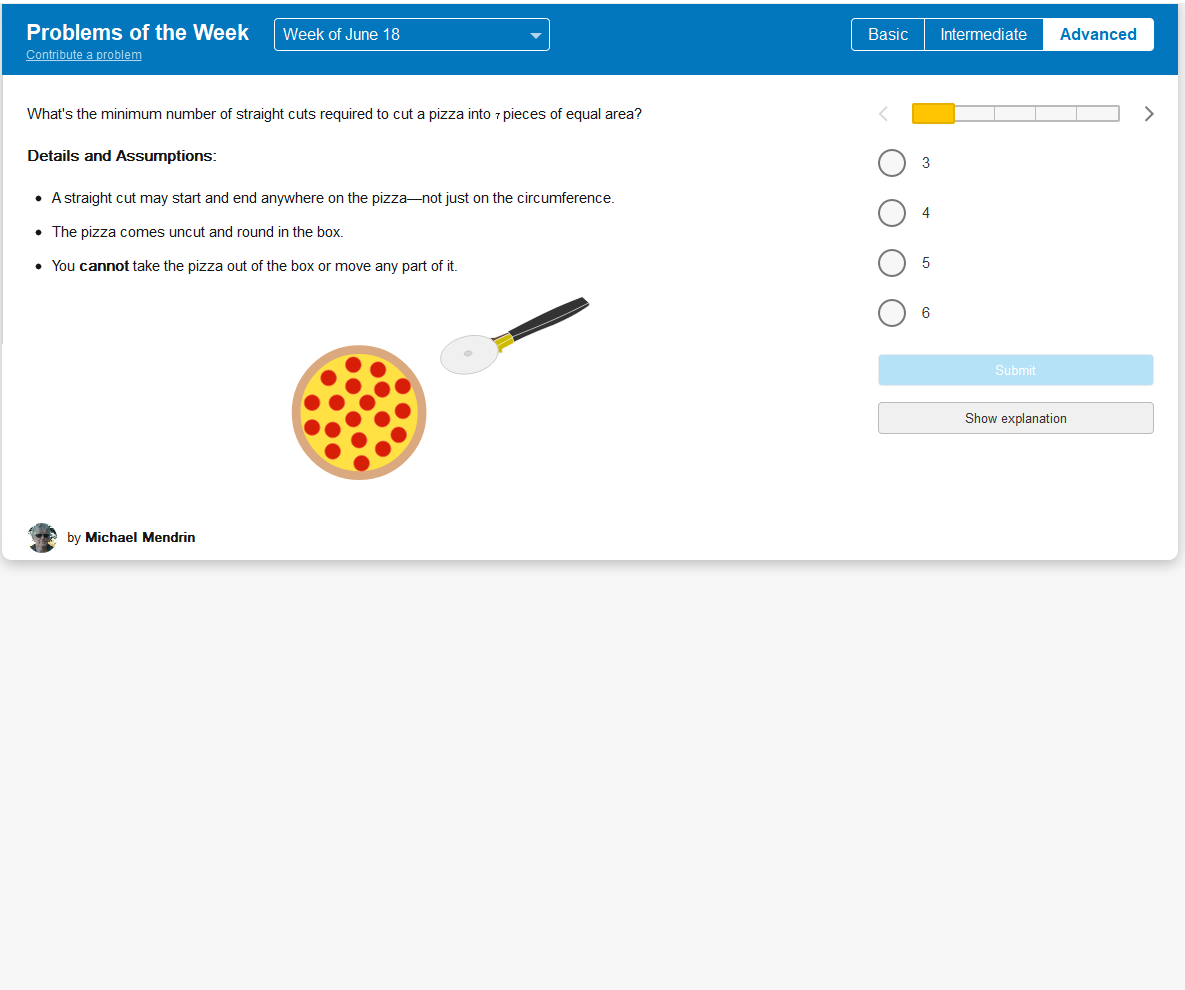 Problems of the Week
Week of June 18
Basic
Intermediate
Advanced
Contribute a problem
What's the minimum number of straight cuts required to cut a pizza into 7 pieces of equal area?
Details and Assumptions:
• A straight cut may start and end anywhere on the pizza—not just on the circumference.
• The pizza comes uncut and round in the box.
• You cannot take the pizza out of the box or move any part of it.
3
4
5
6
Submit
Show explanation
by Michael Mendrin